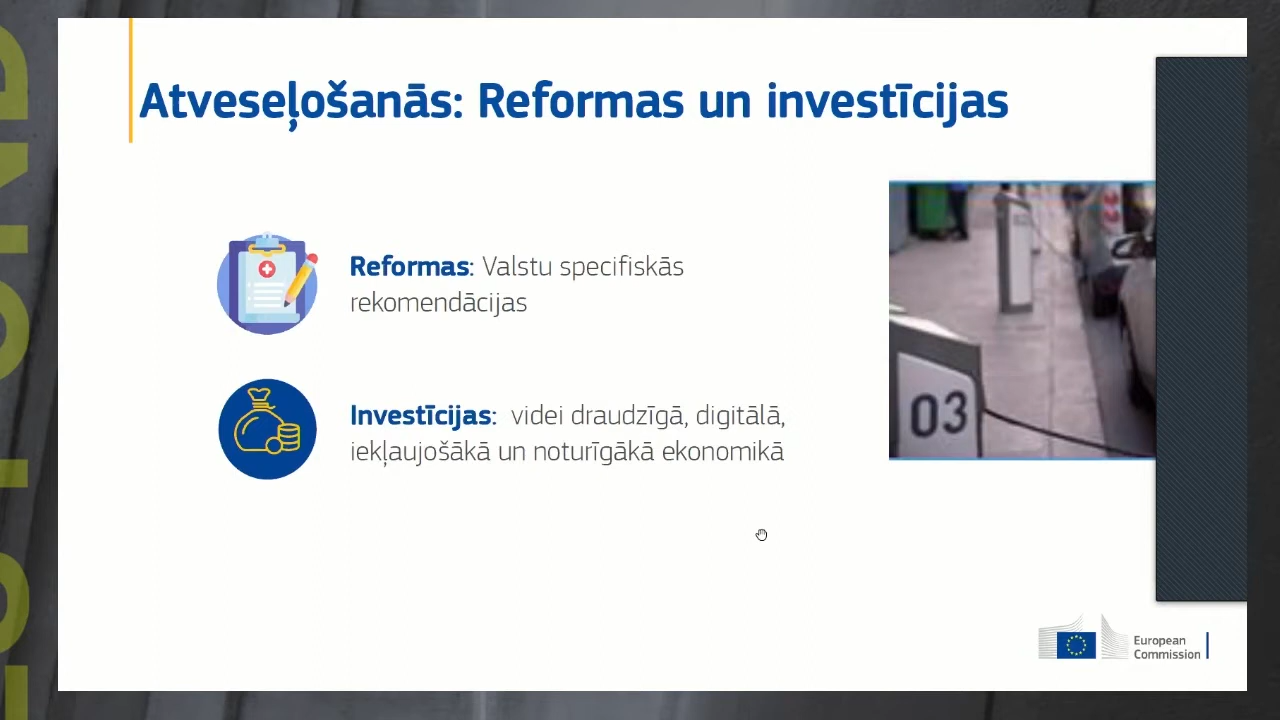 Atveseļošanās: Reformas un investīcijas
Reformas: Valstu specifiskās
rekomendācijas
Investīcijas: videi draudzīgā, digitālā,
iekļaujošākā un noturīgākā ekonomikā
03
European
Commission